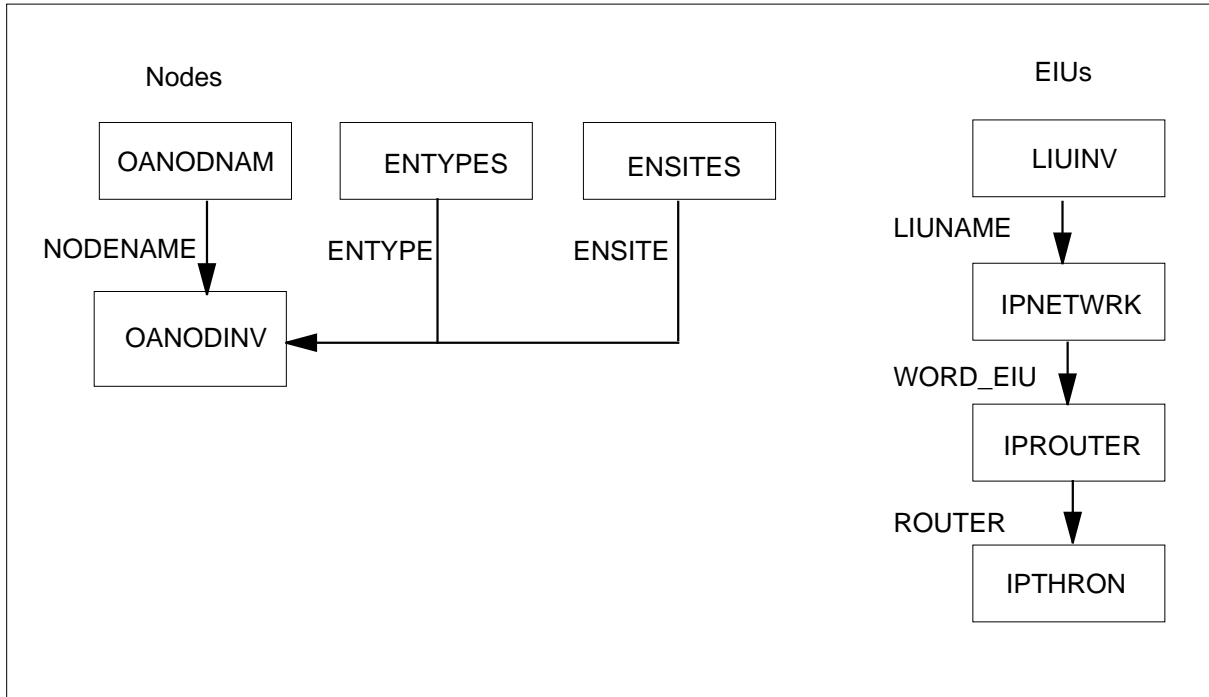 Nodes
EIUs
OANODNAM
ENTYPES
ENSITES
LIUINV
NODENAME
ENTYPE
ENSITE
LIUNAME
OANODINV
IPNETWRK
WORD_EIU
IPROUTER
ROUTER
IPTHRON